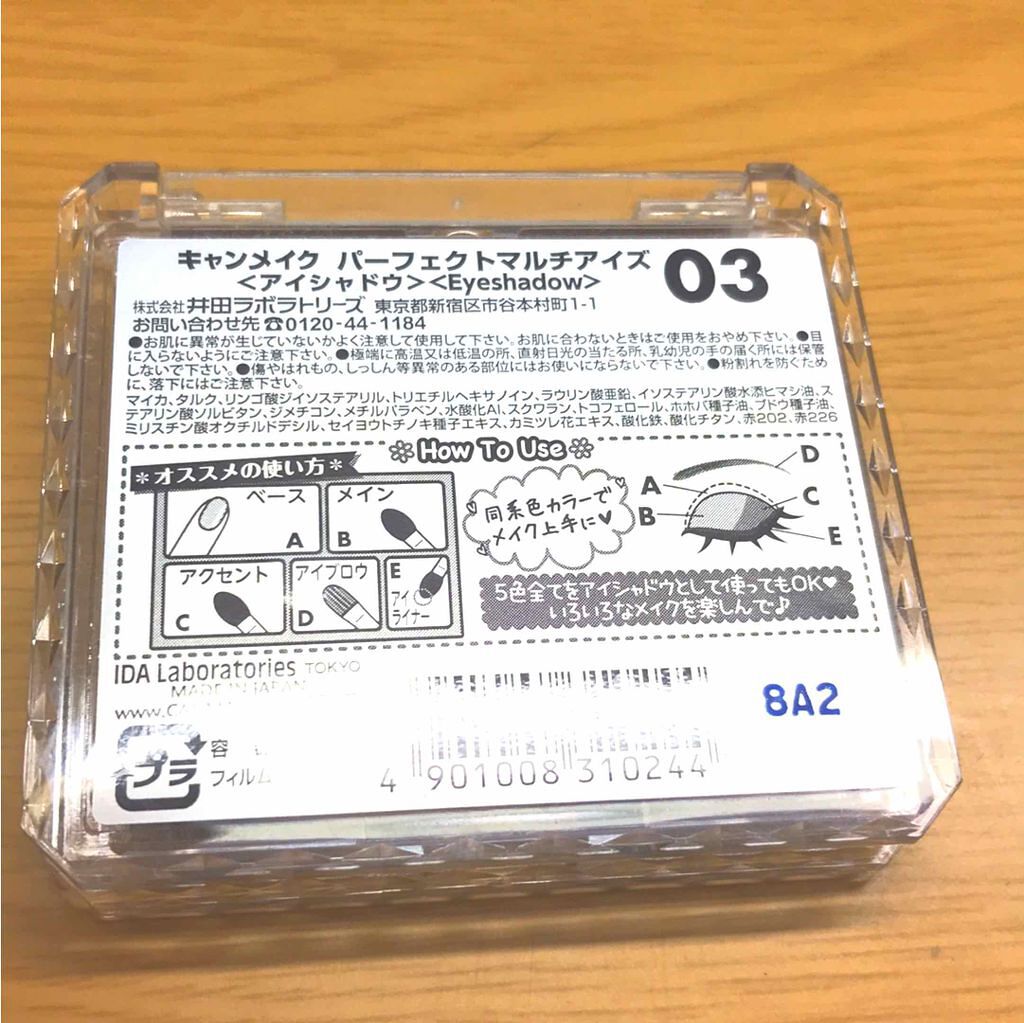 キャンメイク パーフェクトマルチアイズ 03
<アイシャドウ><Eyeshadow>
株式会社 井田ラボラトリーズ 東京都新宿区市谷本村町1-1
お問い合わせ先 ☎0120-44-1184
●お肌に異常が生じていないかよく注意して使用して下さい。お肌に合わないときはご使用をおやめ下さい。●目
に入らないようにご注意下さい。●極端に高温又は低温の所、直射日光の当たる所、乳幼児の手の届く所には保管
しないで下さい。●傷やはれもの、しっしん等異常のある部位にはお使いにならないで下さい。●粉割れを防ぐため
に、落下にはご注意下さい。
マイカ、タルク、リンゴ酸ジイソステアリル、トリエチルヘキサノイン、ラウリン酸亜鉛、イソステアリン酸水添ヒマシ油、ス
テアリン酸ソルビタン、ジメチコン、メチルパラベン、水酸化Al、スクワラン、トコフェロール、ホホバ種子油、ブドウ種子油、
ミリスチン酸オクチルドデシル、セイヨウトチノキ種子エキス、カミツレ花エキス、酸化鉄、酸化チタン、赤202、赤226
How To Use
*オススメの使い方*
ベース
A
メイン
B
アクセント
C
アイブロウ
D
E
アイ
ライナー
同系色カラーで
メイク上手に♥
A
B
D
C
E
5色全てをアイシャドウとして使ってもOK♥
いろいろなメイクを楽しんで♪
IDA Laboratories TOKYO
MADE IN JAPAN
8A2
プラ
容
フィルム
4 901008 310244